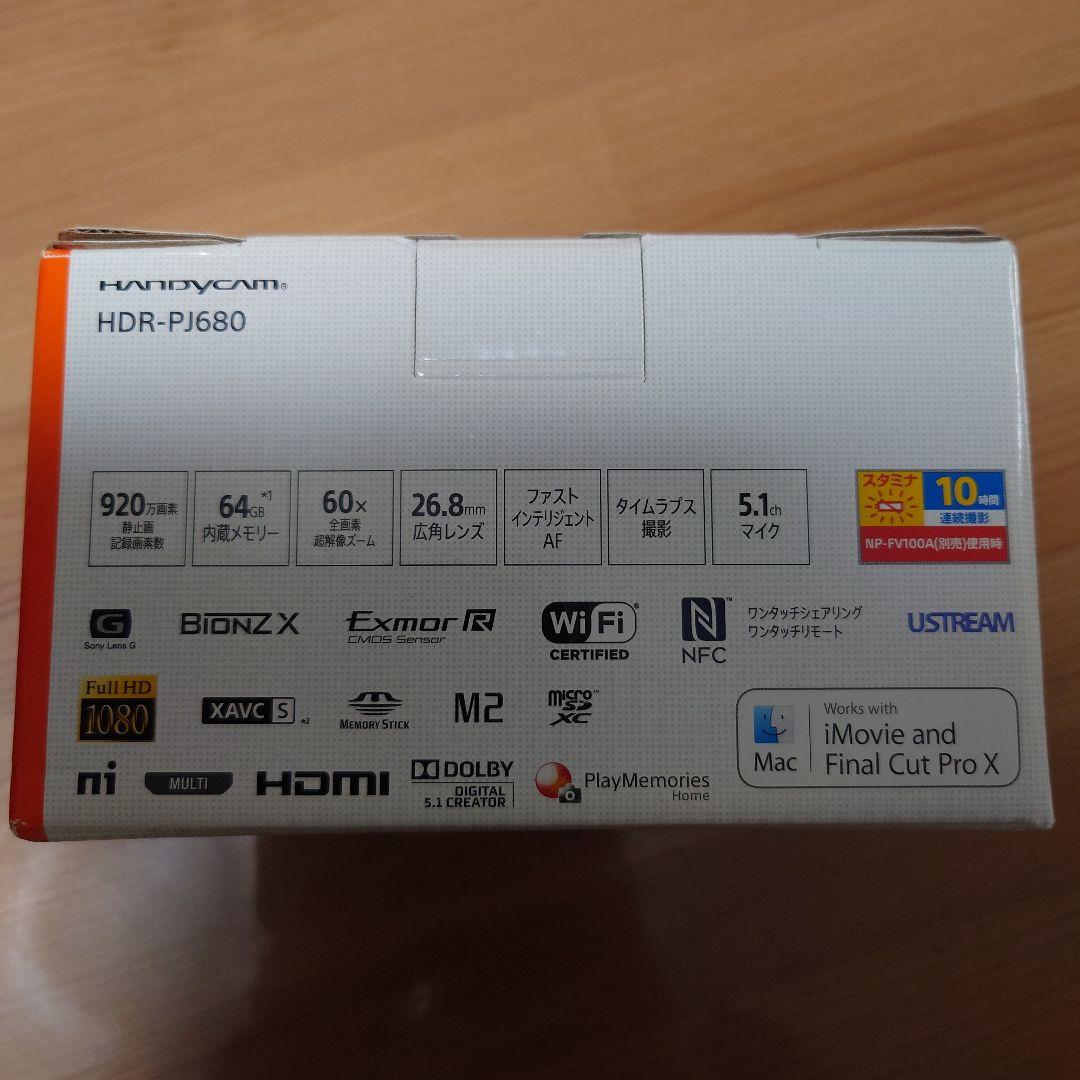 HANDYCAM®
HDR-PJ680
920万画素
静止画
記録画素数
64GB *1
内蔵メモリー
60×
全画素
超解像ズーム
26.8mm
広角レンズ
ファスト
インテリジェント
AF
タイムラプス
撮影
5.1ch
マイク
スタミナ
10時間
連続撮影
NP-FV100A(別売)使用時
G
Sony Lens G
BIONZ X
Exmor R
CMOS Sensor
Wi Fi®
CERTIFIED
N™
NFC
ワンタッチシェアリング
ワンタッチリモート
USTREAM
Full HD
1080
XAVC S *2
MEMORY STICK
M2
micro SD XC™
Mac
Works with
iMovie and
Final Cut Pro X
ni
MULTI
HDMI
DOLBY
DIGITAL
5.1 CREATOR
PlayMemories
Home